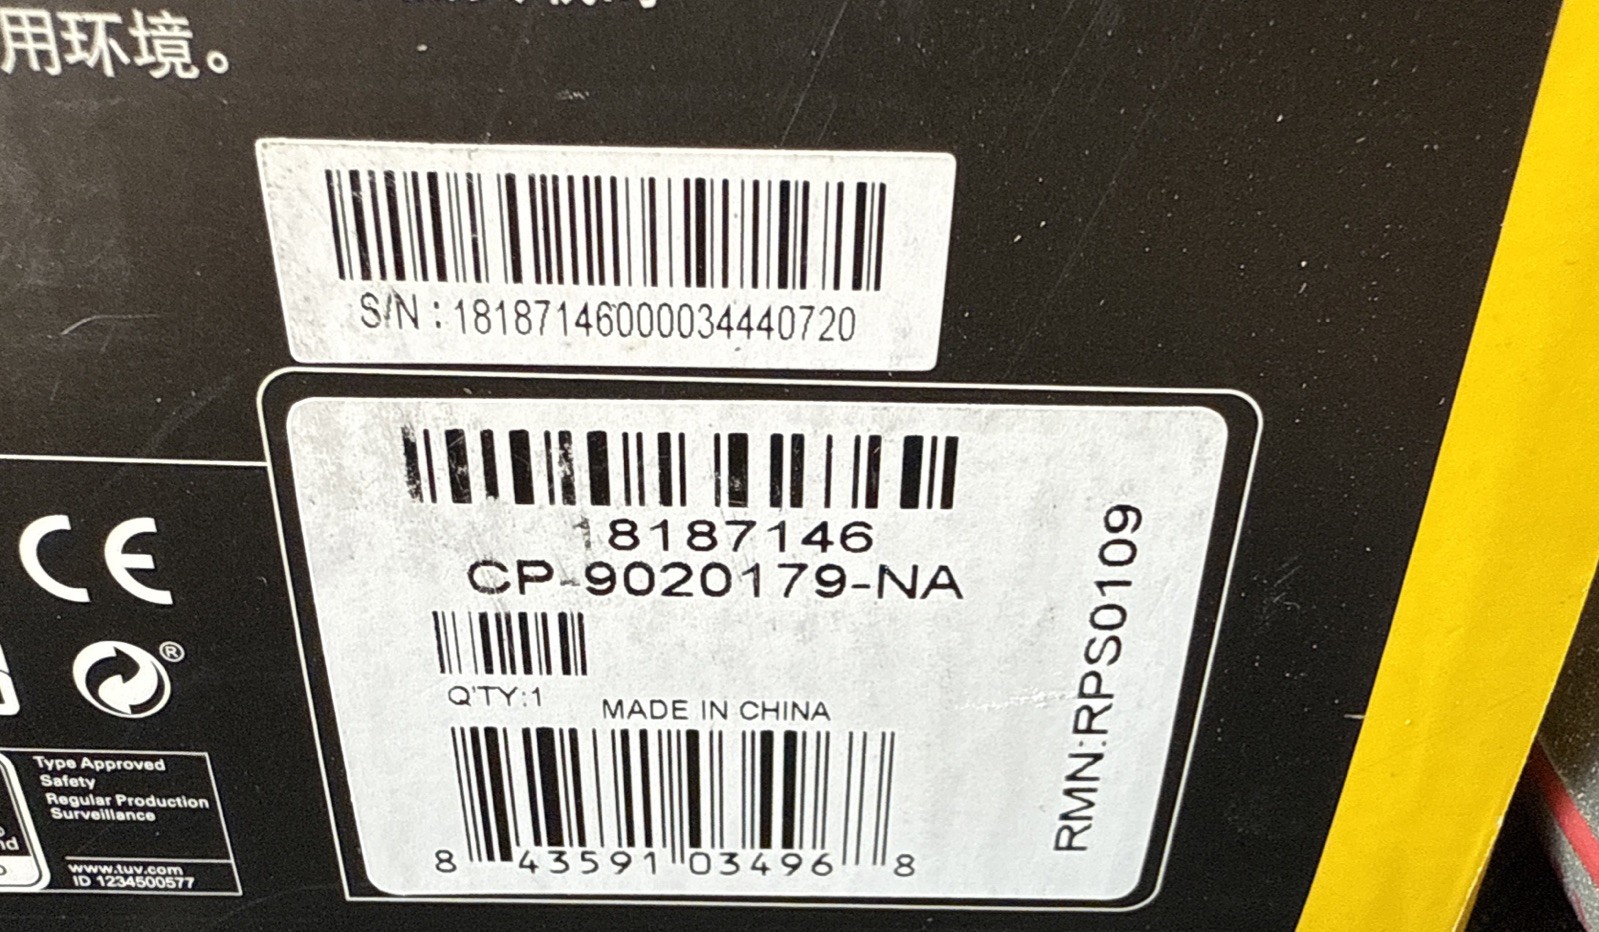 用环境。
S/N:18187146000034440720
18187146
CP-9020179-NA
Q'TY:1
MADE IN CHINA
8 43591 03496 8
RMN:RPS0109
CE
®
Type Approved
Safety
Regular Production
Surveillance
www.tuv.com
ID 1234500577